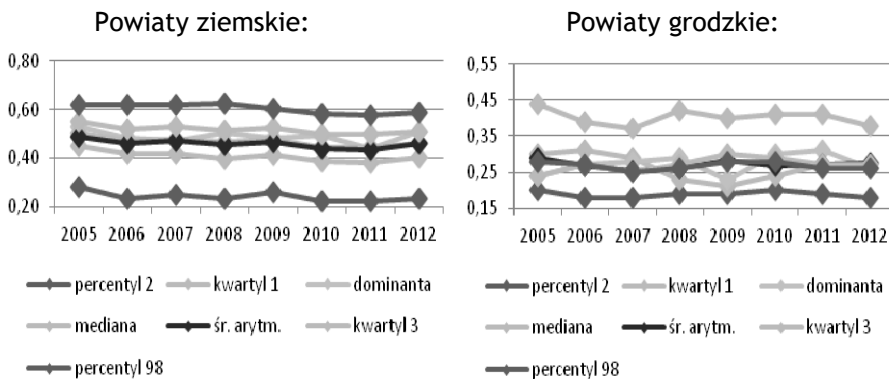 Powiaty ziemskie:
Powiaty grodzkie:
0,80
0,60
0,40
0,20
2005 2006 2007 2008 2009 2010 2011 2012
percentyl 2 kwartyl 1 dominanta
mediana śr. arytm. kwartyl 3
percentyl 98
0,55
0,45
0,35
0,25
0,15
2005 2006 2007 2008 2009 2010 2011 2012
percentyl 2 kwartyl 1 dominanta
mediana śr. arytm. kwartyl 3
percentyl 98